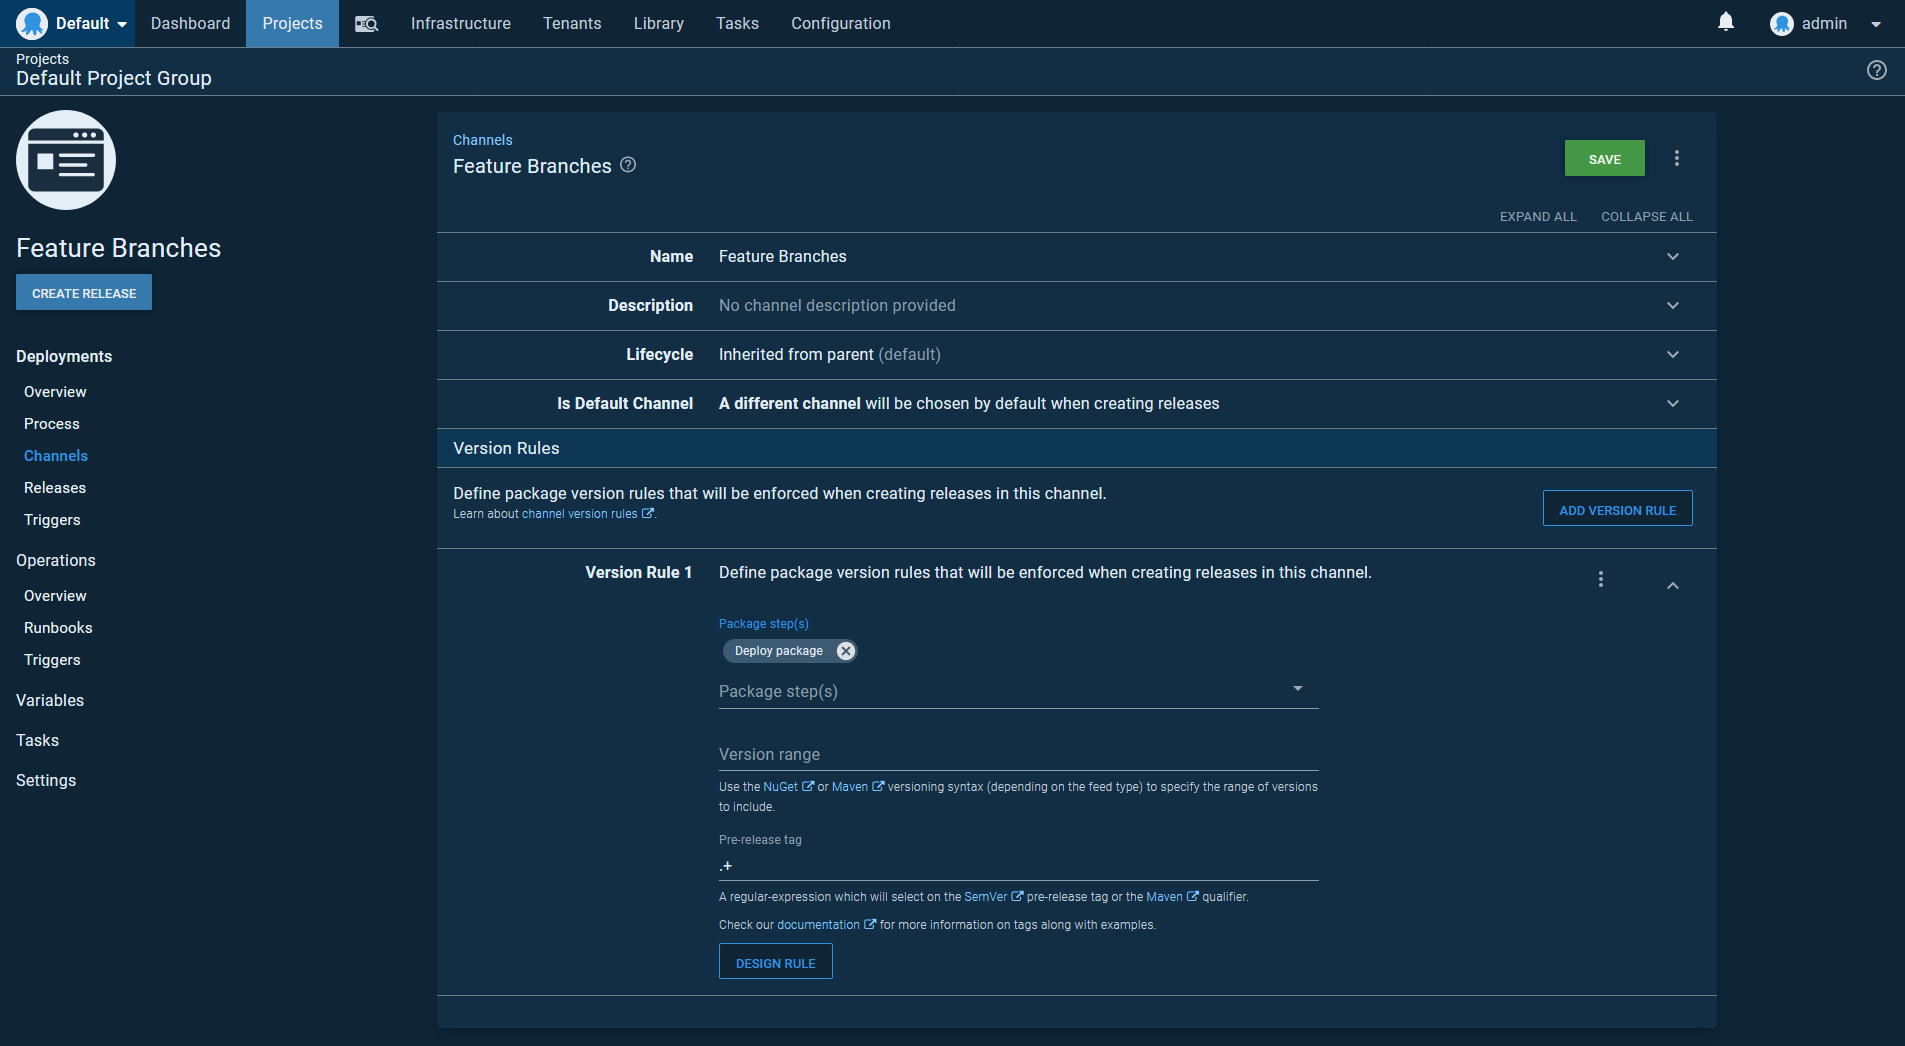 Default
Dashboard
Projects
Infrastructure
Tenants
Library
Tasks
Configuration
admin
Projects
Default Project Group
Feature Branches
CREATE RELEASE
Deployments
Overview
Process
Channels
Releases
Triggers
Operations
Overview
Runbooks
Triggers
Variables
Tasks
Settings
Channels
Feature Branches
SAVE
EXPAND ALL
COLLAPSE ALL
Name
Feature Branches
Description
No channel description provided
Lifecycle
Inherited from parent (default)
Is Default Channel
A different channel will be chosen by default when creating releases
Version Rules
Define package version rules that will be enforced when creating releases in this channel.
Learn about channel version rules.
ADD VERSION RULE
Version Rule 1
Define package version rules that will be enforced when creating releases in this channel.
Package step(s)
Deploy package
Package step(s)
Version range
Use the NuGet or Maven versioning syntax (depending on the feed type) to specify the range of versions
to include.
Pre-release tag
.+
A regular-expression which will select on the SemVer pre-release tag or the Maven qualifier.
Check our documentation for more information on tags along with examples.
DESIGN RULE